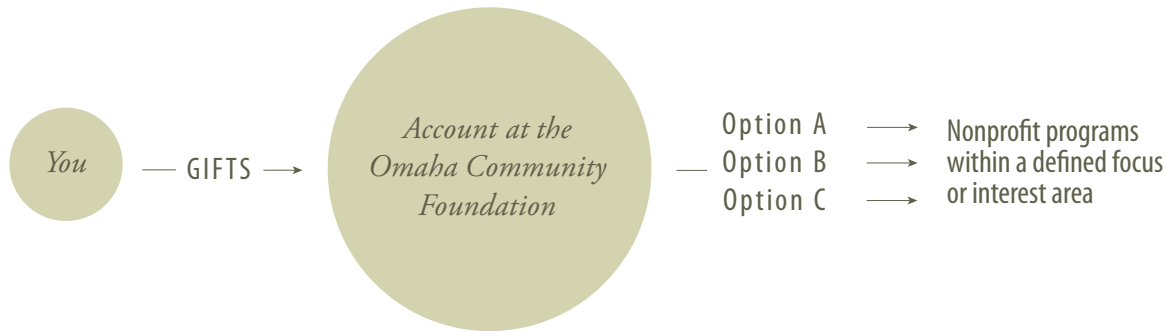 You
GIFTS
Account at the
Omaha Community
Foundation
Option A
Option B
Option C
Nonprofit programs
within a defined focus
or interest area